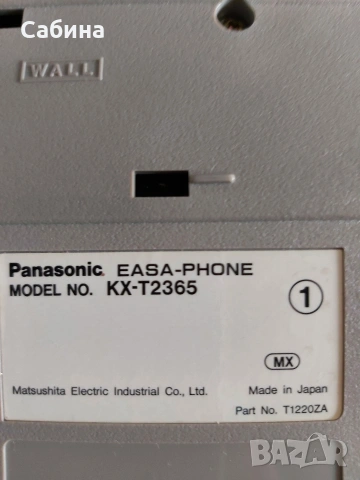 Сабина
WALL
Panasonic EASA-PHONE
MODEL NO. KX-T2365
1
MX
Matsushita Electric Industrial Co., Ltd. Made in Japan
Part No. T1220ZA
BAZAR